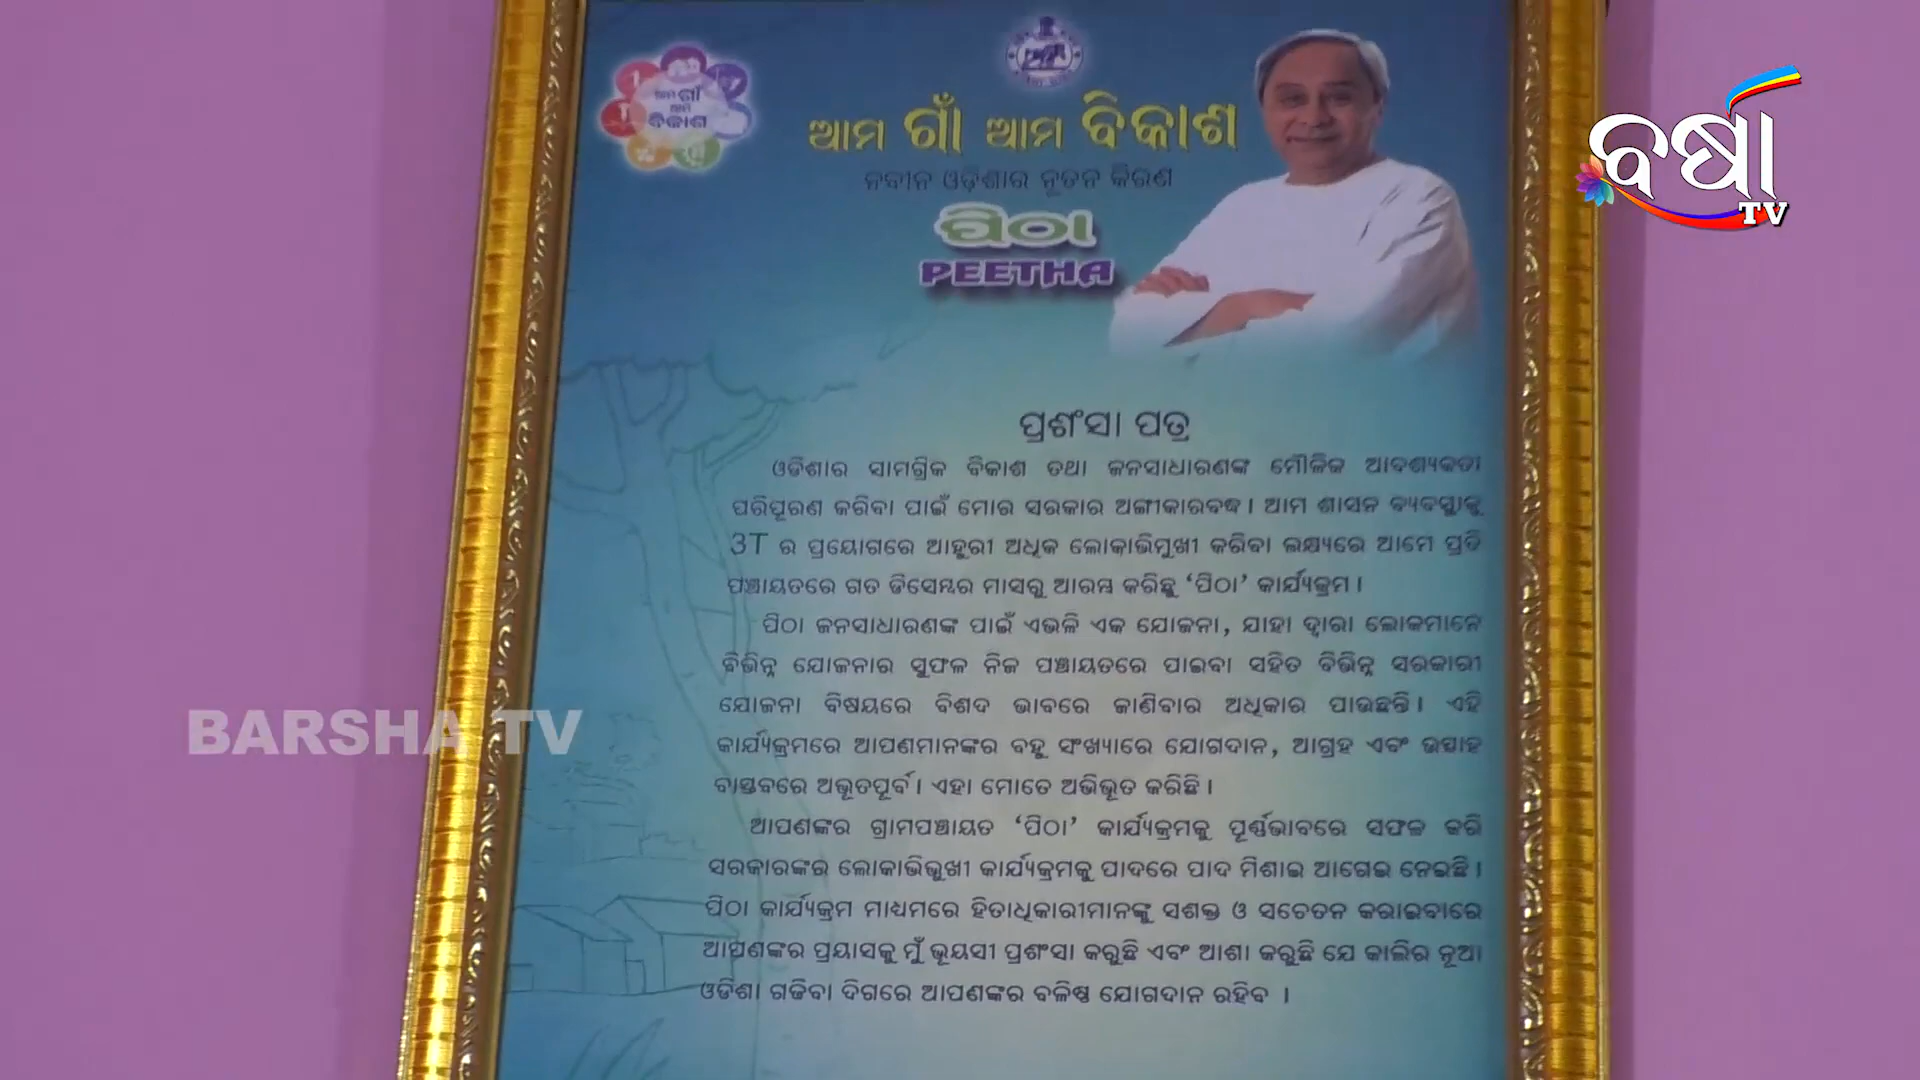 ଆମ ଗାଁ
ଆମ
ବିକାଶ
ଆମ ଗାଁ ଆମ ବିକାଶ
ନବୀନ ଓଡ଼ିଶାର ନୂତନ କିରଣ
ପିଠା
PEETHA
ବର୍ଷା
TV
ପ୍ରଶଂସା ପତ୍ର
ଓଡିଶାର ସାମଗ୍ରିକ ବିକାଶ ତଥା ଜନସାଧାରଣଙ୍କ ମୌଳିକ ଆବଶ୍ୟକତା
ପରିପୂରଣ କରିବା ପାଇଁ ମୋର ସରକାର ଅଙ୍ଗୀକାରବଦ୍ଧ। ଆମ ଶାସନ ବ୍ୟବସ୍ଥାକୁ
3T ର ପ୍ରୟୋଗରେ ଆହୁରୀ ଅଧିକ ଲୋକାଭିମୁଖୀ କରିବା ଲକ୍ଷ୍ୟରେ ଆମେ ପ୍ରତି
ପଞ୍ଚାୟତରେ ଗତ ଡିସେମ୍ବର ମାସରୁ ଆରମ୍ଭ କରିଛୁ ‘ପିଠା’ କାର୍ଯ୍ୟକ୍ରମ।
ପିଠା ଜନସାଧାରଣଙ୍କ ପାଇଁ ଏଭଳି ଏକ ଯୋଜନା, ଯାହା ଦ୍ୱାରା ଲୋକମାନେ
ବିଭିନ୍ନ ଯୋଜନାର ସୁଫଳ ନିଜ ପଞ୍ଚାୟତରେ ପାଇବା ସହିତ ବିଭିନ୍ନ ସରକାରୀ
ଯୋଜନା ବିଷୟରେ ବିଶଦ ଭାବରେ ଜାଣିବାର ଅଧିକାର ପାଉଛନ୍ତି। ଏହି
କାର୍ଯ୍ୟକ୍ରମରେ ଆପଣମାନଙ୍କର ବହୁ ସଂଖ୍ୟାରେ ଯୋଗଦାନ, ଆଗ୍ରହ ଏବଂ ଉତ୍ସାହ
ବାସ୍ତବରେ ଅଭୂତପୂର୍ବ। ଏହା ମୋତେ ଅଭିଭୂତ କରିଛି।
ଆପଣଙ୍କର ଗ୍ରାମପଞ୍ଚାୟତ ‘ପିଠା’ କାର୍ଯ୍ୟକ୍ରମକୁ ପୂର୍ଣ୍ଣଭାବରେ ସଫଳ କରି
ସରକାରଙ୍କର ଲୋକାଭିମୁଖୀ କାର୍ଯ୍ୟକ୍ରମକୁ ପାଦରେ ପାଦ ମିଶାଇ ଆଗେଇ ନେଇଛି।
ପିଠା କାର୍ଯ୍ୟକ୍ରମ ମାଧ୍ୟମରେ ହିତାଧିକାରୀମାନଙ୍କୁ ସଶକ୍ତ ଓ ସଚେତନ କରାଇବାରେ
ଆପଣଙ୍କର ପ୍ରୟାସକୁ ମୁଁ ଭୂୟସୀ ପ୍ରଶଂସା କରୁଛି ଏବଂ ଆଶା କରୁଛି ଯେ କାଲିର ନୂଆ
ଓଡିଶା ଗଢିବା ଦିଗରେ ଆପଣଙ୍କର ବଳିଷ୍ଠ ଯୋଗଦାନ ରହିବ ।
BARSHA TV